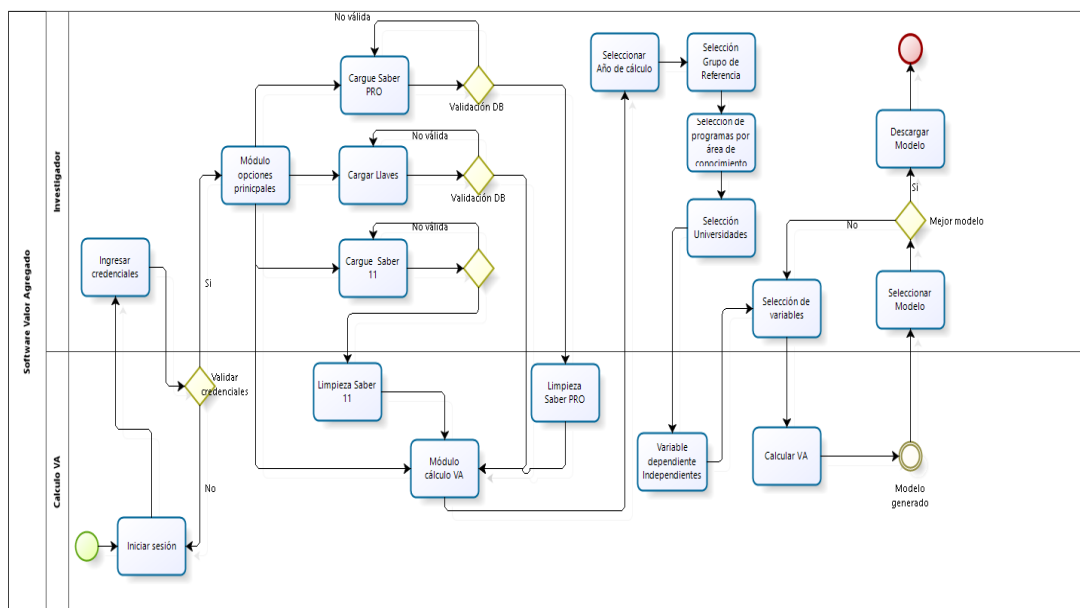 Software Valor Agregado
Investigador
Calculo VA
No válida
Cargue Saber
PRO
Validación DB
Módulo
opciones
prinicpales
No válida
Cargar Llaves
Validación DB
No válida
Cargue Saber
11
Ingresar
credenciales
Si
Validar
credenciales
No
Iniciar sesión
Limpieza Saber
11
Limpieza
Saber PRO
Módulo
cálculo VA
Seleccionar
Año de cálculo
Selección
Grupo de
Referencia
Selección de
programas por
área de
conocimiento
Selección
Universidades
Variable
dependiente
Independientes
Selección de
variables
Calcular VA
Modelo
generado
Seleccionar
Modelo
Mejor modelo
No
Si
Descargar
Modelo